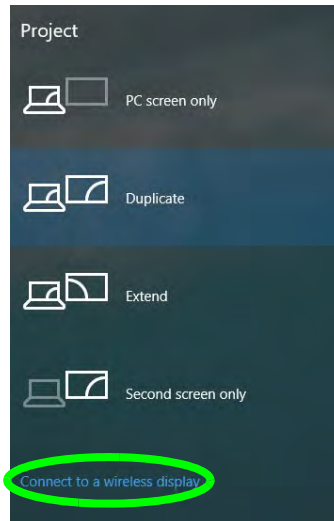 Project
PC screen only
Duplicate
Extend
Second screen only
Connect to a wireless display